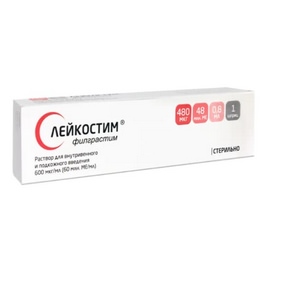 ЛЕЙКОСТИМ®
филграстим
480 МКГ
48 млн. МЕ
0,8 мл
1 шприц
Раствор для внутривенного
и подкожного введения
600 мкг/мл (60 млн. МЕ/мл)
СТЕРИЛЬНО